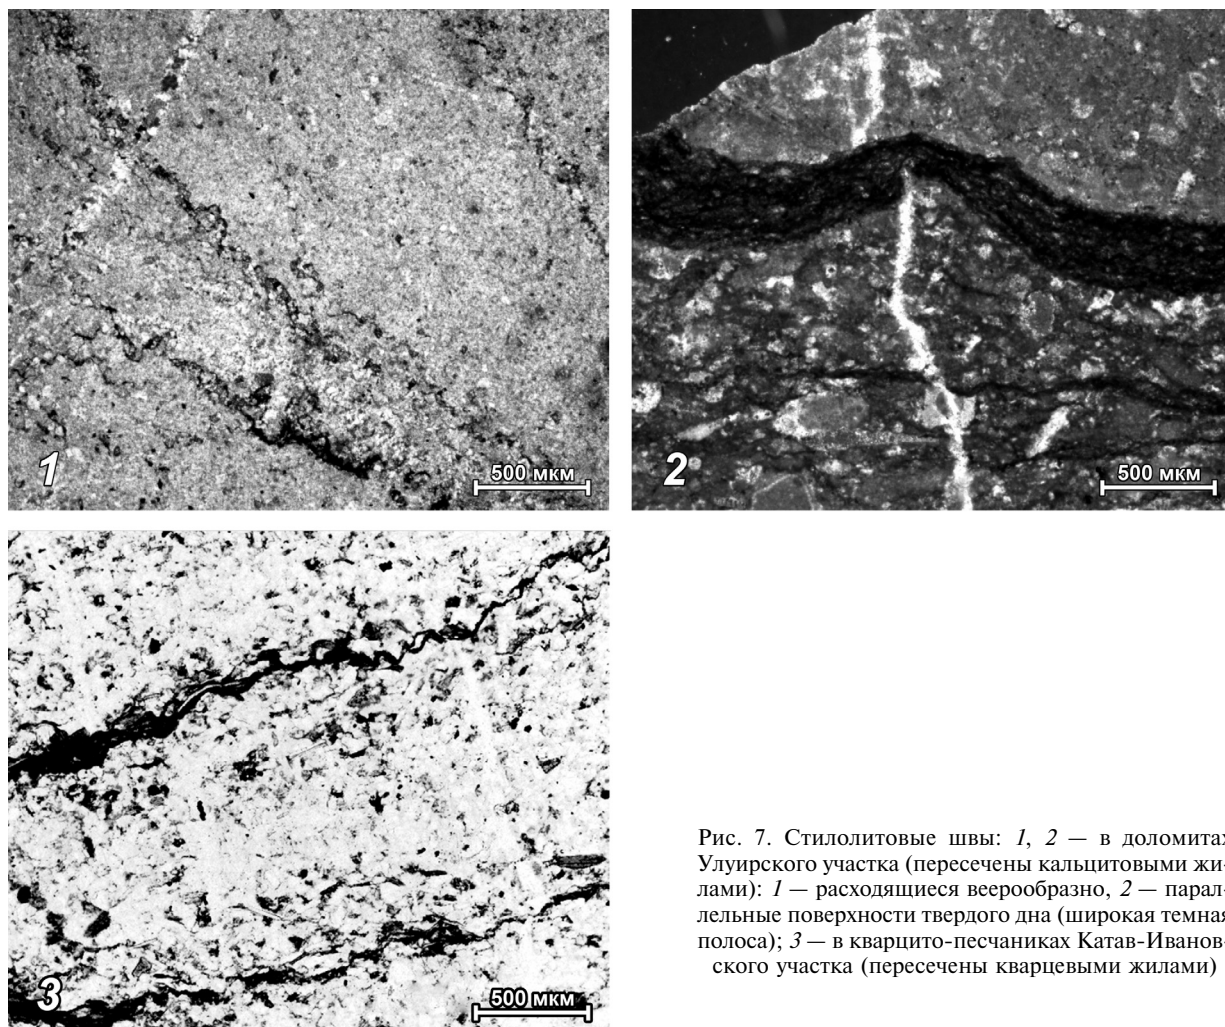 1
500 мкм
2
500 мкм
3
500 мкм
Рис. 7. Стилолитовые швы: 1, 2 — в доломитах
Улуирского участка (пересечены кальцитовыми жи-
лами): 1 — расходящиеся веерообразно, 2 — парал-
лельные поверхности твердого дна (широкая темная
полоса); 3 — в кварцито-песчаниках Катав-Иванов-
ского участка (пересечены кварцевыми жилами)